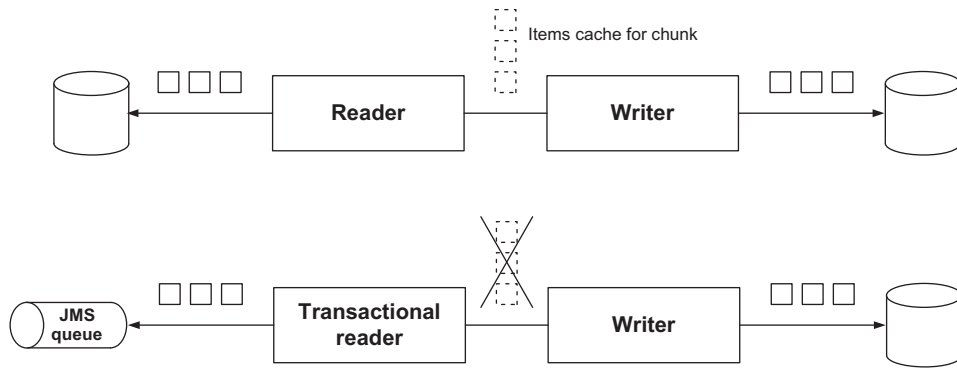 Items cache for chunk
Reader
Writer
JMS
queue
Transactional
reader
Writer